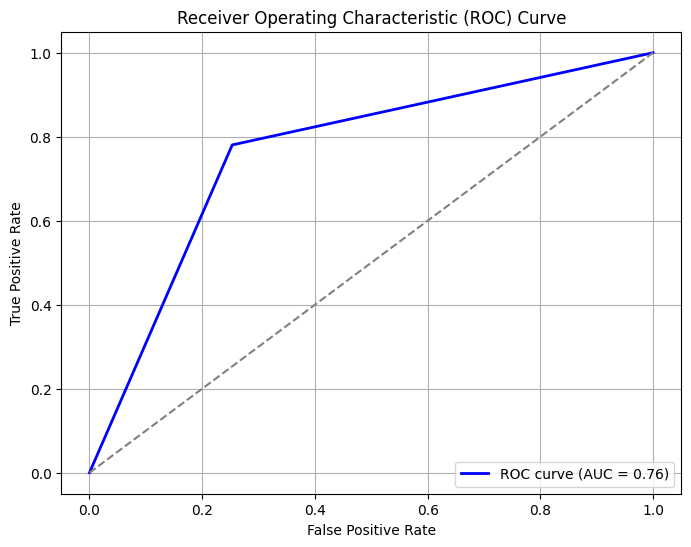 Receiver Operating Characteristic (ROC) Curve
True Positive Rate
1.0
0.8
0.6
0.4
0.2
0.0
ROC curve (AUC = 0.76)
0.0 0.2 0.4 0.6 0.8 1.0
False Positive Rate